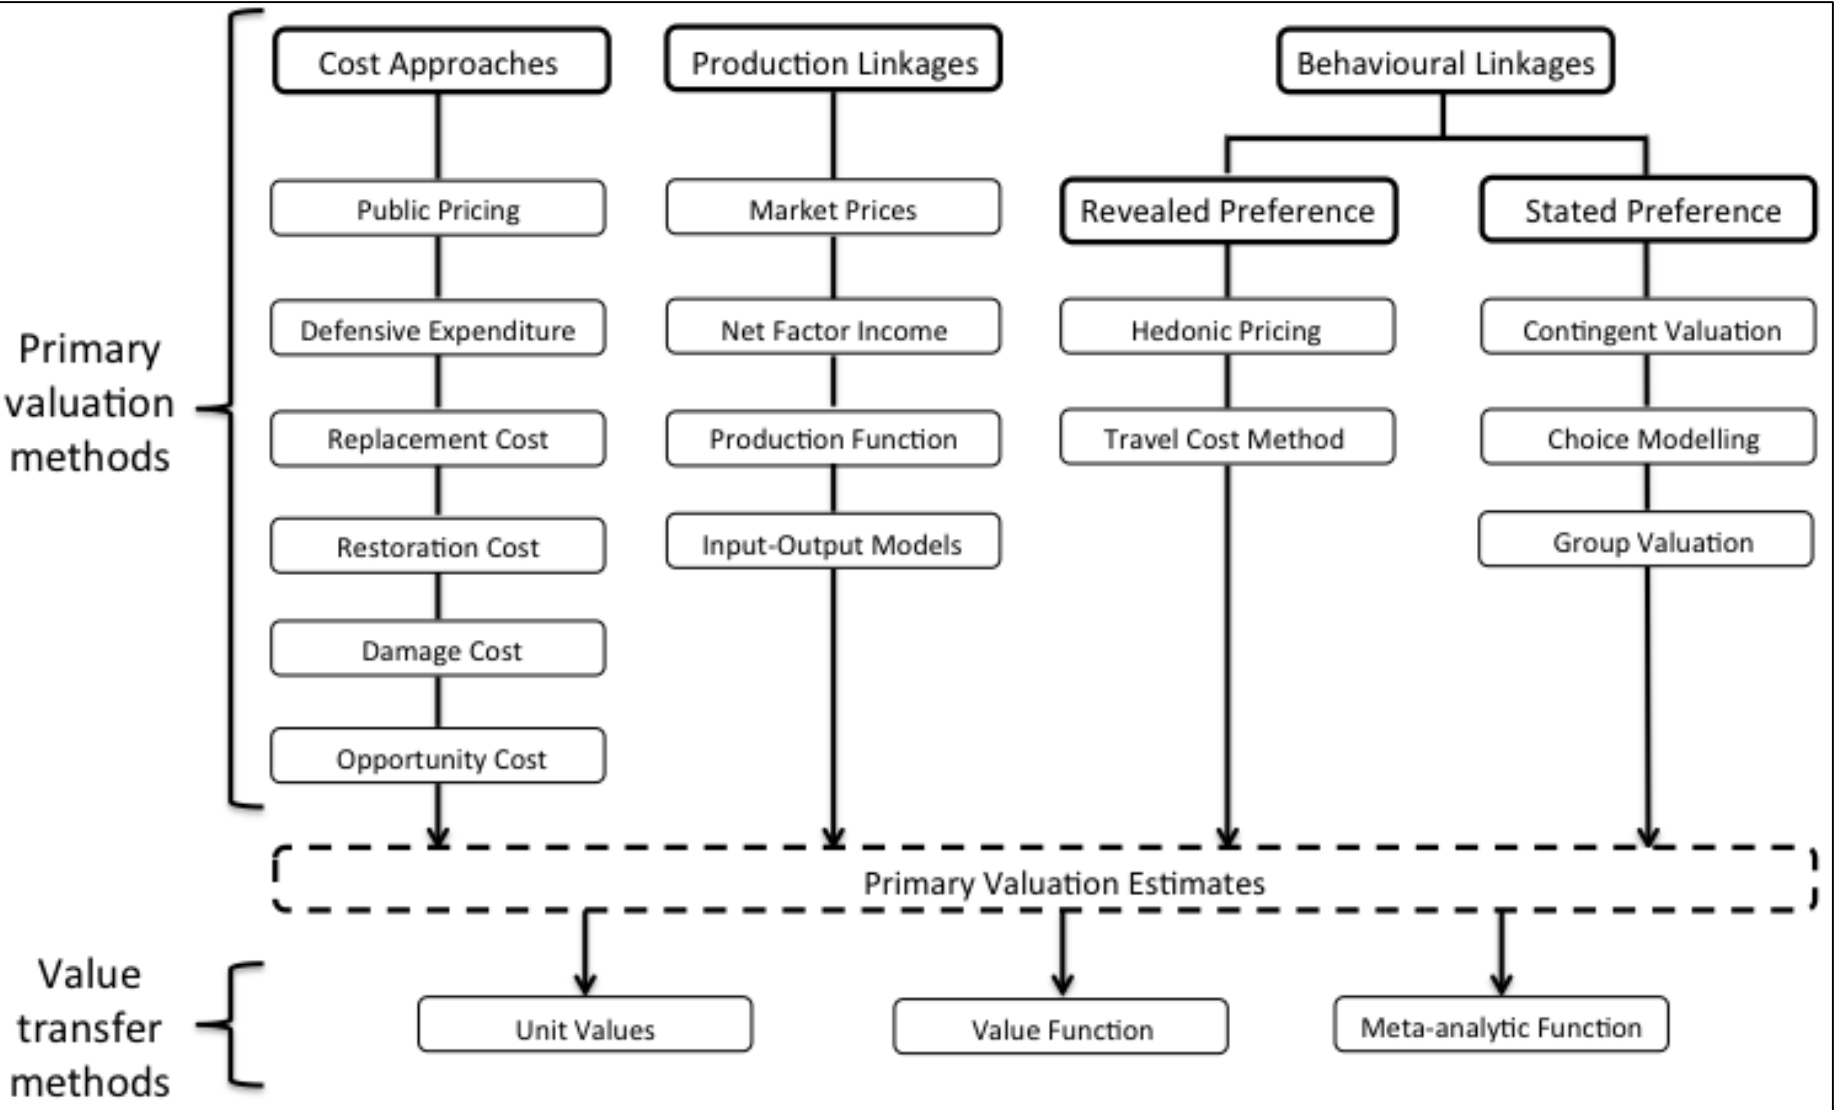 Cost Approaches
Production Linkages
Behavioural Linkages
Public Pricing
Market Prices
Revealed Preference
Stated Preference
Defensive Expenditure
Net Factor Income
Hedonic Pricing
Contingent Valuation
Primary
valuation
methods
Replacement Cost
Production Function
Travel Cost Method
Choice Modelling
Restoration Cost
Input-Output Models
Group Valuation
Damage Cost
Opportunity Cost
Primary Valuation Estimates
Value
transfer
methods
Unit Values
Value Function
Meta-analytic Function